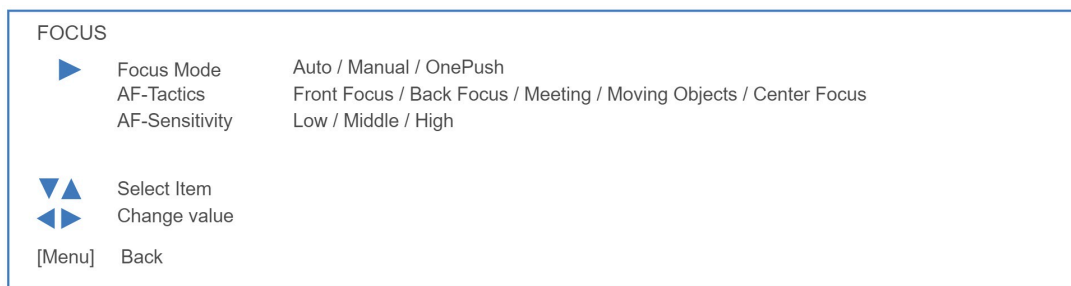 FOCUS
Focus Mode Auto / Manual / OnePush
AF-Tactics Front Focus / Back Focus / Meeting / Moving Objects / Center Focus
AF-Sensitivity Low / Middle / High
Select Item
Change value
[Menu] Back